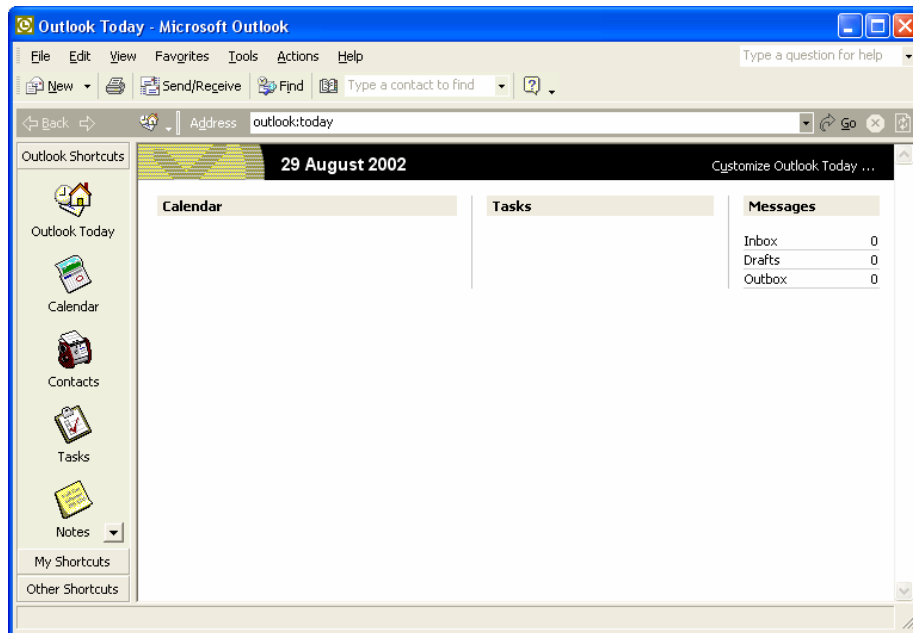 Outlook Today - Microsoft Outlook
File Edit View Favorites Tools Actions Help Type a question for help
New Send/Receive Find Type a contact to find
Back Address outlook:today Go
Outlook Shortcuts
29 August 2002 Customize Outlook Today ...
Outlook Today
Calendar
Contacts
Tasks
Notes
My Shortcuts
Other Shortcuts
Calendar Tasks Messages
Inbox 0
Drafts 0
Outbox 0